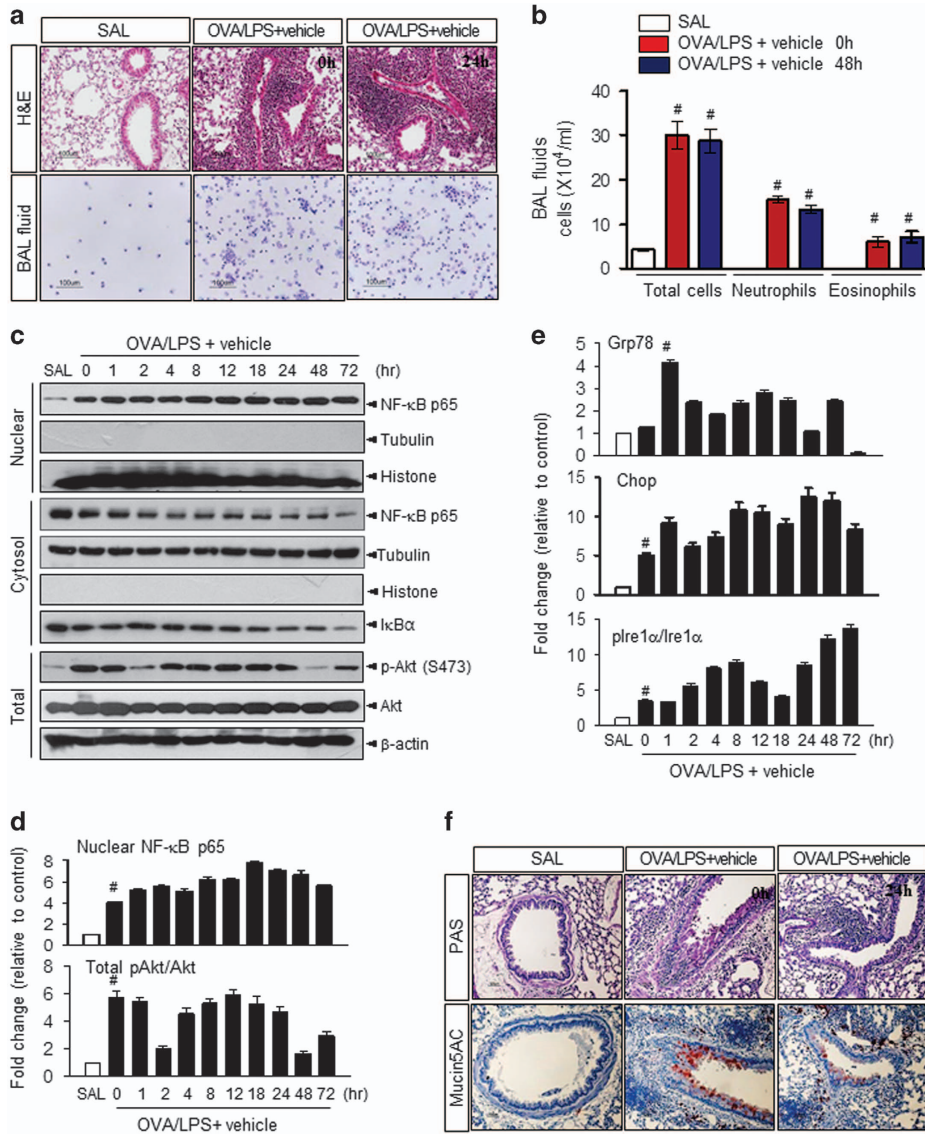 a
SAL
OVA/LPS+vehicle
OVA/LPS+vehicle
H&E
0h
24h
BAL fluid
100um
100um
100um
b
SAL
OVA/LPS + vehicle 0h
OVA/LPS + vehicle 48h
BAL fluids
cells (X10⁴/ml)
40
30
20
10
0
# # # # # #
Total cells Neutrophils Eosinophils
c
OVA/LPS + vehicle
SAL 0 1 2 4 8 12 18 24 48 72 (hr)
Nuclear
NF-κB p65
Tubulin
Histone
Cytosol
NF-κB p65
Tubulin
Histone
IκBα
Total
p-Akt (S473)
Akt
β-actin
d
Fold change (relative to control)
Nuclear NF-κB p65
8
6
4
2
0
#
Total pAkt/Akt
8
6
4
2
0
#
SAL 0 1 2 4 8 12 18 24 48 72 (hr)
OVA/LPS+ vehicle
e
Fold change (relative to control)
Grp78
5
4
3
2
1
0
#
Chop
15
10
5
0
#
pIre1α/Ire1α
15
10
5
0
#
SAL 0 1 2 4 8 12 18 24 48 72 (hr)
OVA/LPS + vehicle
f
SAL
OVA/LPS+vehicle
OVA/LPS+vehicle
PAS
0h
24h
Mucin5AC